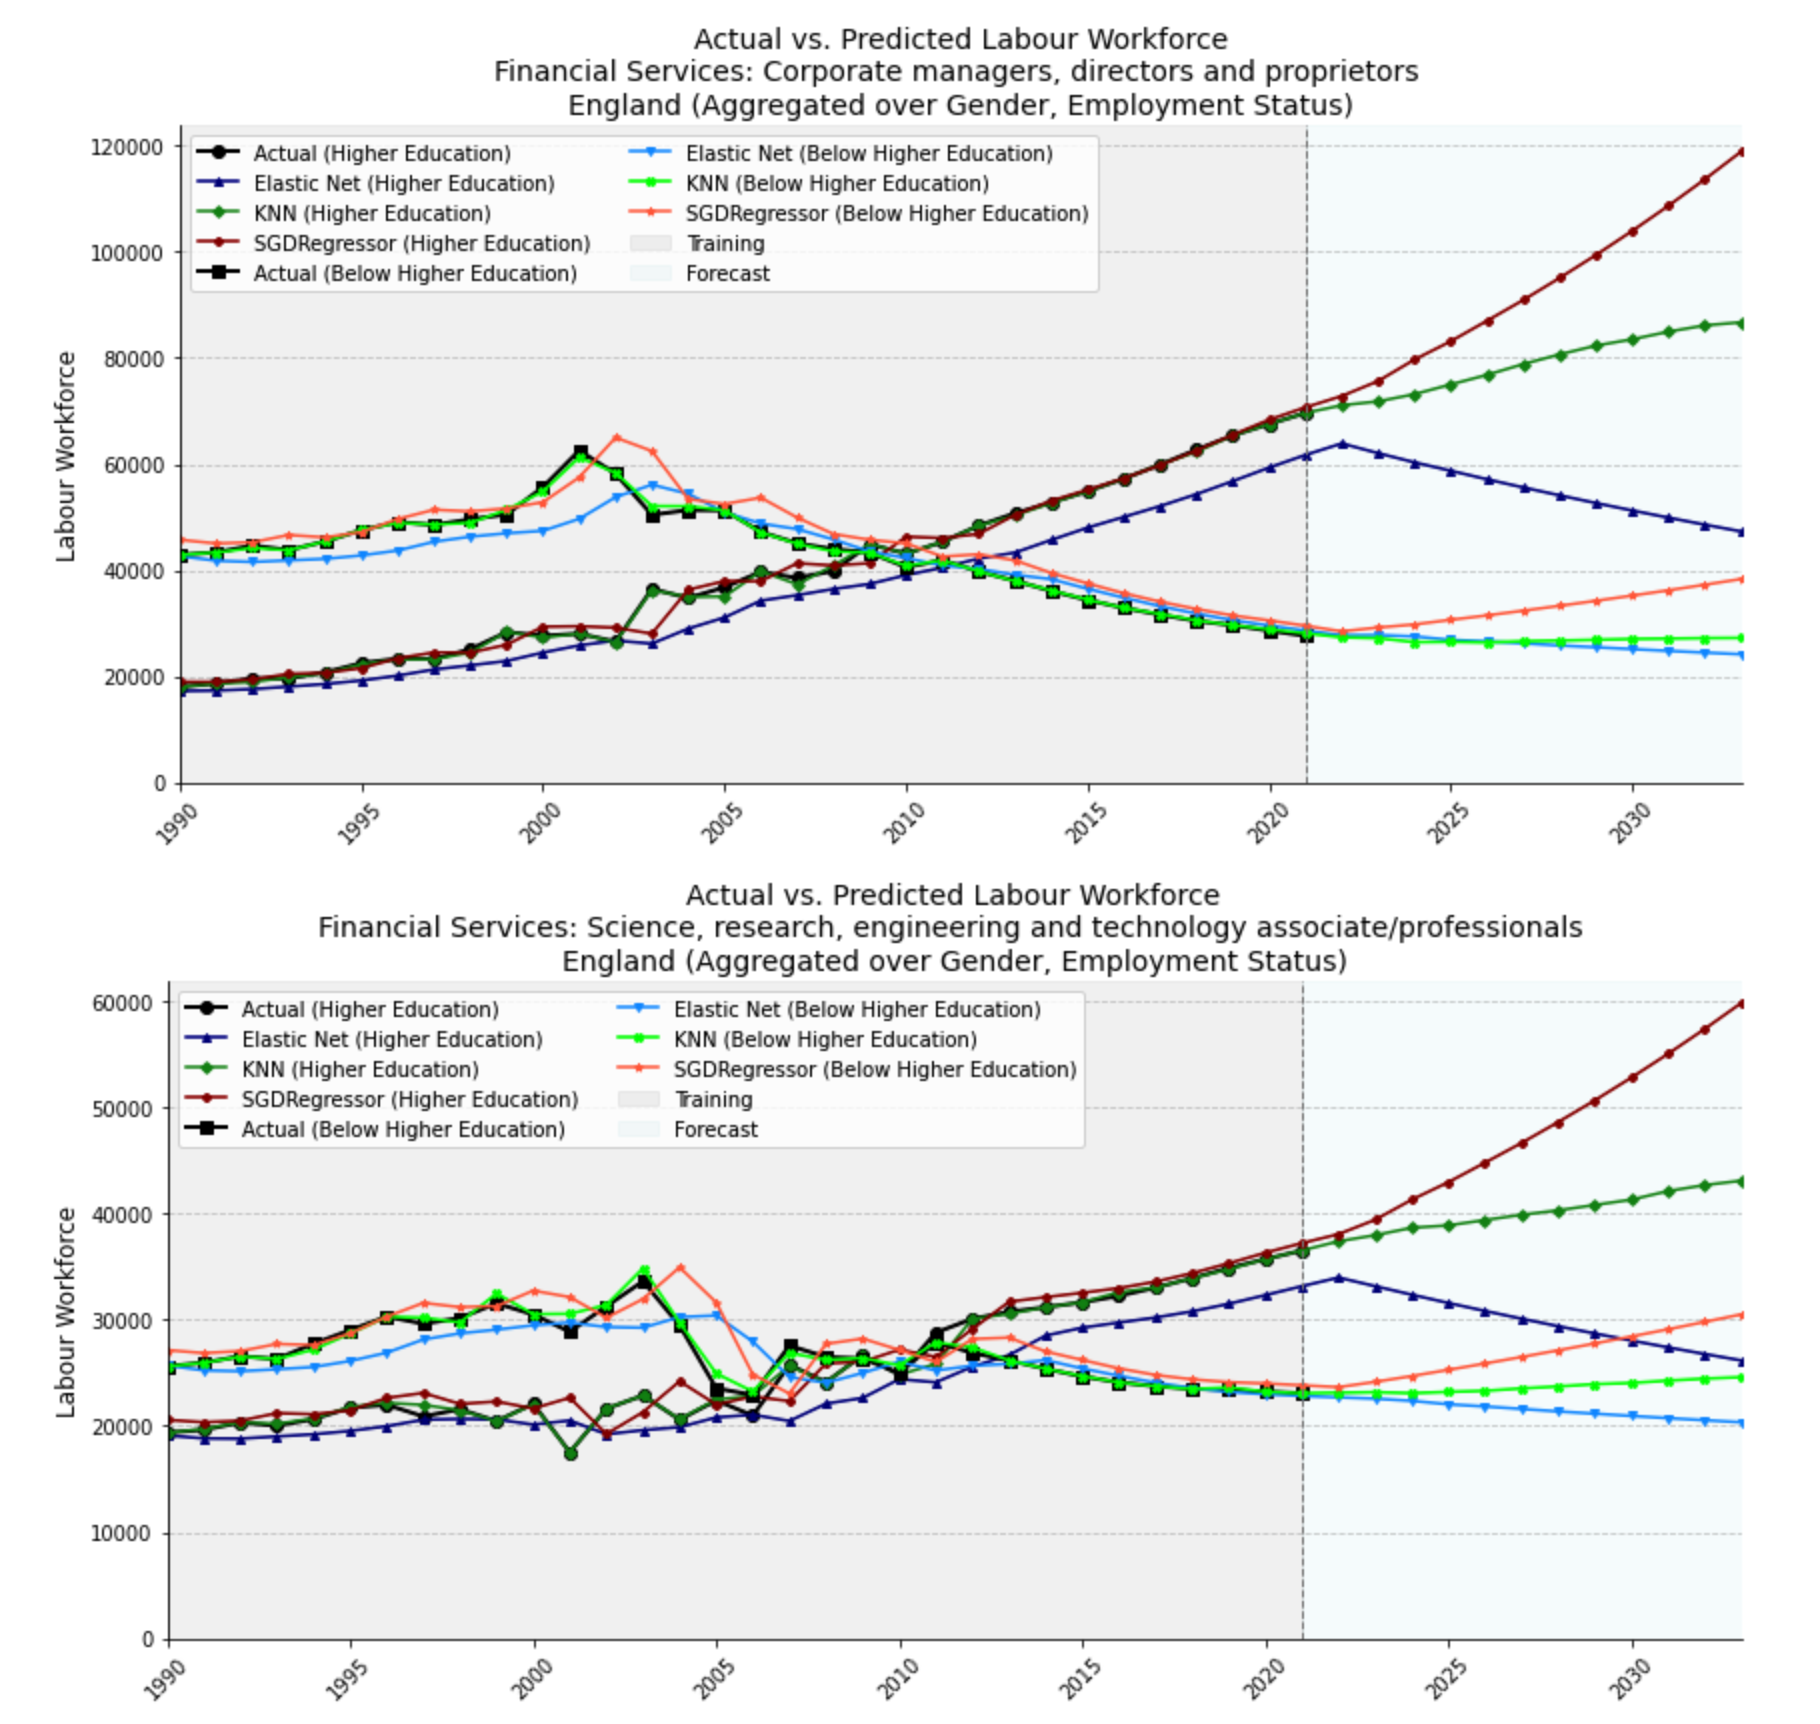 Actual vs. Predicted Labour Workforce
Financial Services: Corporate managers, directors and proprietors
England (Aggregated over Gender, Employment Status)
Labour Workforce
120000
100000
80000
60000
40000
20000
0
Actual (Higher Education)
Elastic Net (Higher Education)
KNN (Higher Education)
SGDRegressor (Higher Education)
Actual (Below Higher Education)
Elastic Net (Below Higher Education)
KNN (Below Higher Education)
SGDRegressor (Below Higher Education)
Training
Forecast
1990
1995
2000
2005
2010
2015
2020
2025
2030
Actual vs. Predicted Labour Workforce
Financial Services: Science, research, engineering and technology associate/professionals
England (Aggregated over Gender, Employment Status)
Labour Workforce
60000
50000
40000
30000
20000
10000
0
Actual (Higher Education)
Elastic Net (Higher Education)
KNN (Higher Education)
SGDRegressor (Higher Education)
Actual (Below Higher Education)
Elastic Net (Below Higher Education)
KNN (Below Higher Education)
SGDRegressor (Below Higher Education)
Training
Forecast
1990
1995
2000
2005
2010
2015
2020
2025
2030